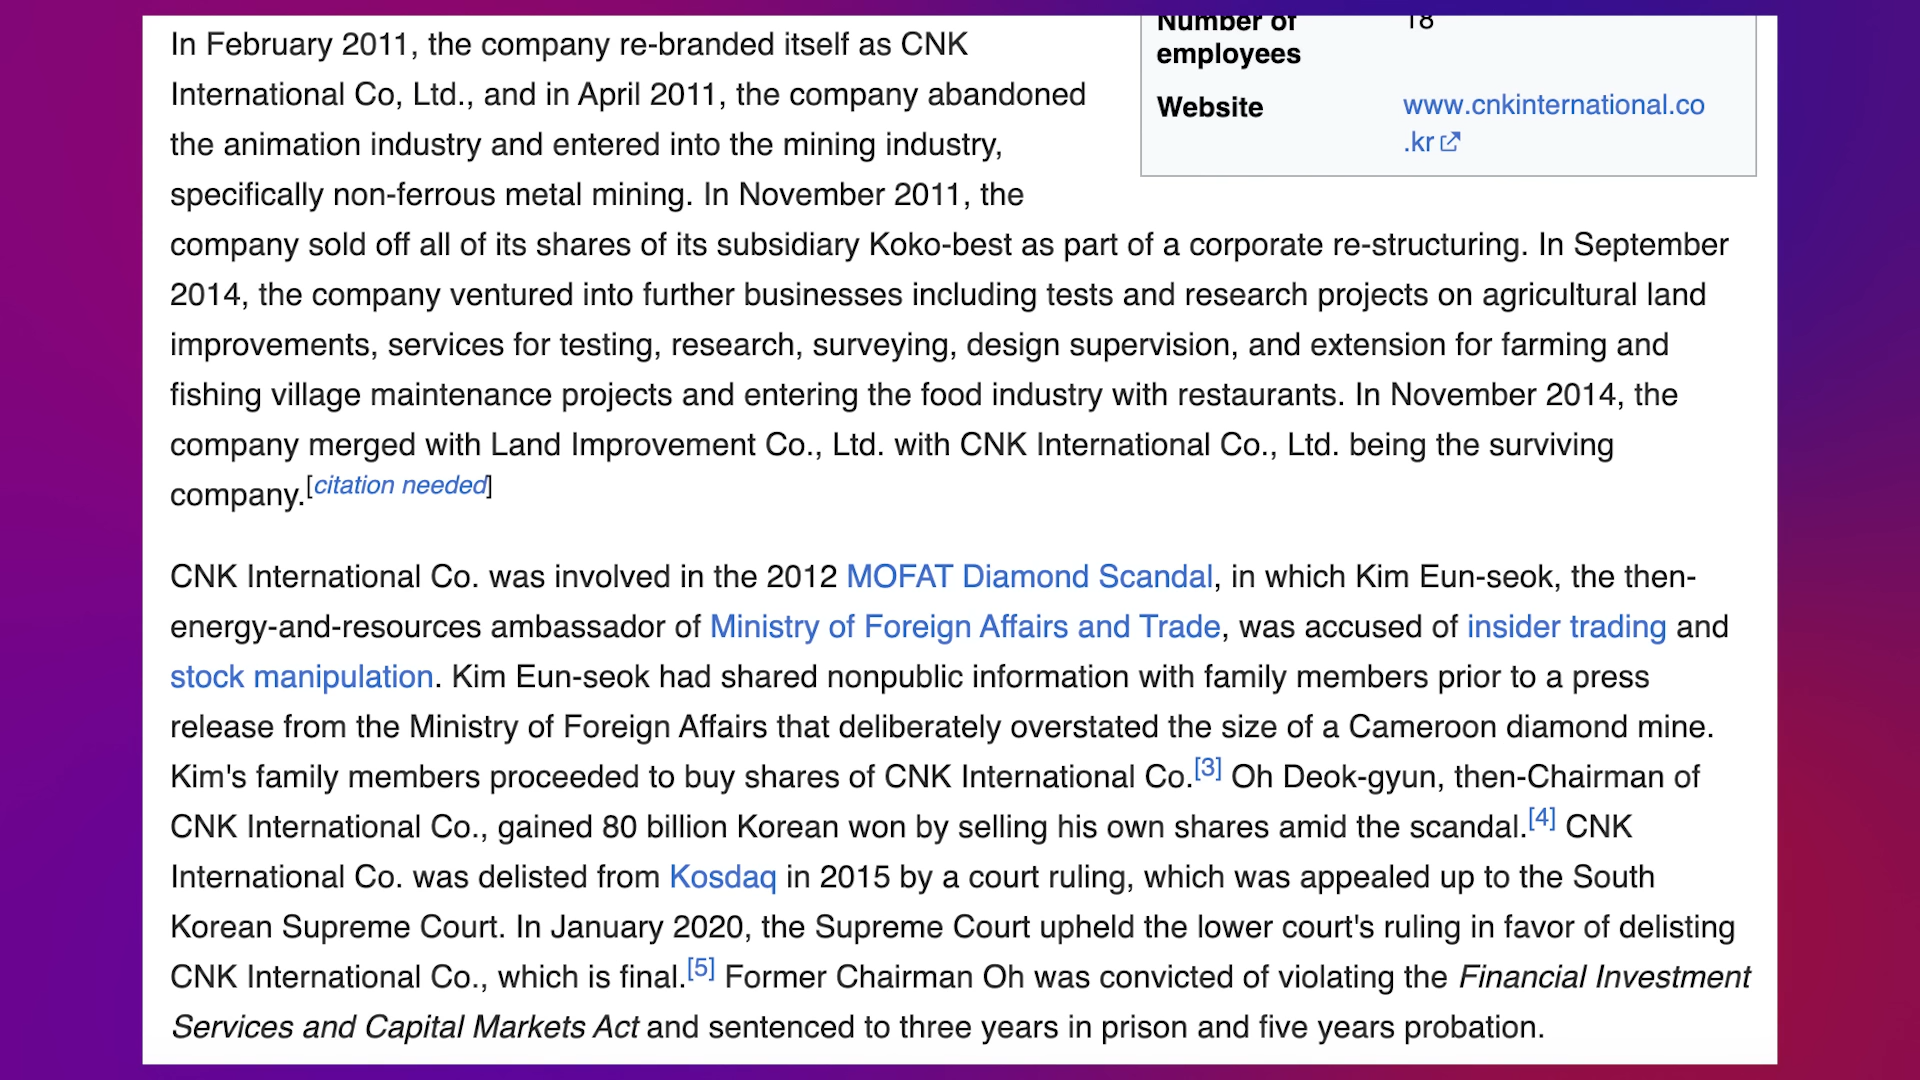 In February 2011, the company re-branded itself as CNK
International Co, Ltd., and in April 2011, the company abandoned
the animation industry and entered into the mining industry,
specifically non-ferrous metal mining. In November 2011, the
company sold off all of its shares of its subsidiary Koko-best as part of a corporate re-structuring. In September
2014, the company ventured into further businesses including tests and research projects on agricultural land
improvements, services for testing, research, surveying, design supervision, and extension for farming and
fishing village maintenance projects and entering the food industry with restaurants. In November 2014, the
company merged with Land Improvement Co., Ltd. with CNK International Co., Ltd. being the surviving
company.[citation needed]
Number of 18
employees
Website www.cnkinternational.co
.kr
CNK International Co. was involved in the 2012 MOFAT Diamond Scandal, in which Kim Eun-seok, the then-
energy-and-resources ambassador of Ministry of Foreign Affairs and Trade, was accused of insider trading and
stock manipulation. Kim Eun-seok had shared nonpublic information with family members prior to a press
release from the Ministry of Foreign Affairs that deliberately overstated the size of a Cameroon diamond mine.
Kim's family members proceeded to buy shares of CNK International Co.[3] Oh Deok-gyun, then-Chairman of
CNK International Co., gained 80 billion Korean won by selling his own shares amid the scandal.[4] CNK
International Co. was delisted from Kosdaq in 2015 by a court ruling, which was appealed up to the South
Korean Supreme Court. In January 2020, the Supreme Court upheld the lower court's ruling in favor of delisting
CNK International Co., which is final.[5] Former Chairman Oh was convicted of violating the Financial Investment
Services and Capital Markets Act and sentenced to three years in prison and five years probation.